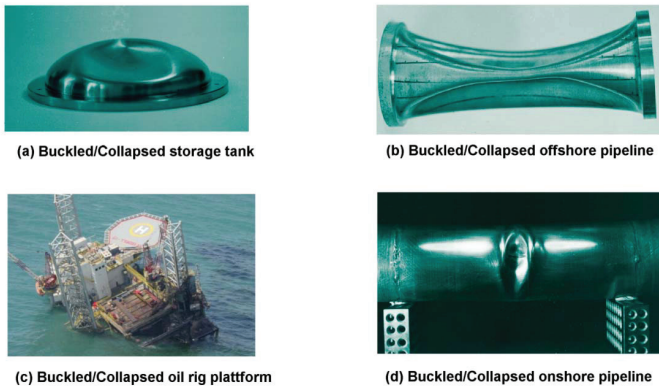 (a) Buckled/Collapsed storage tank
(b) Buckled/Collapsed offshore pipeline
H
(c) Buckled/Collapsed oil rig plattform
(d) Buckled/Collapsed onshore pipeline